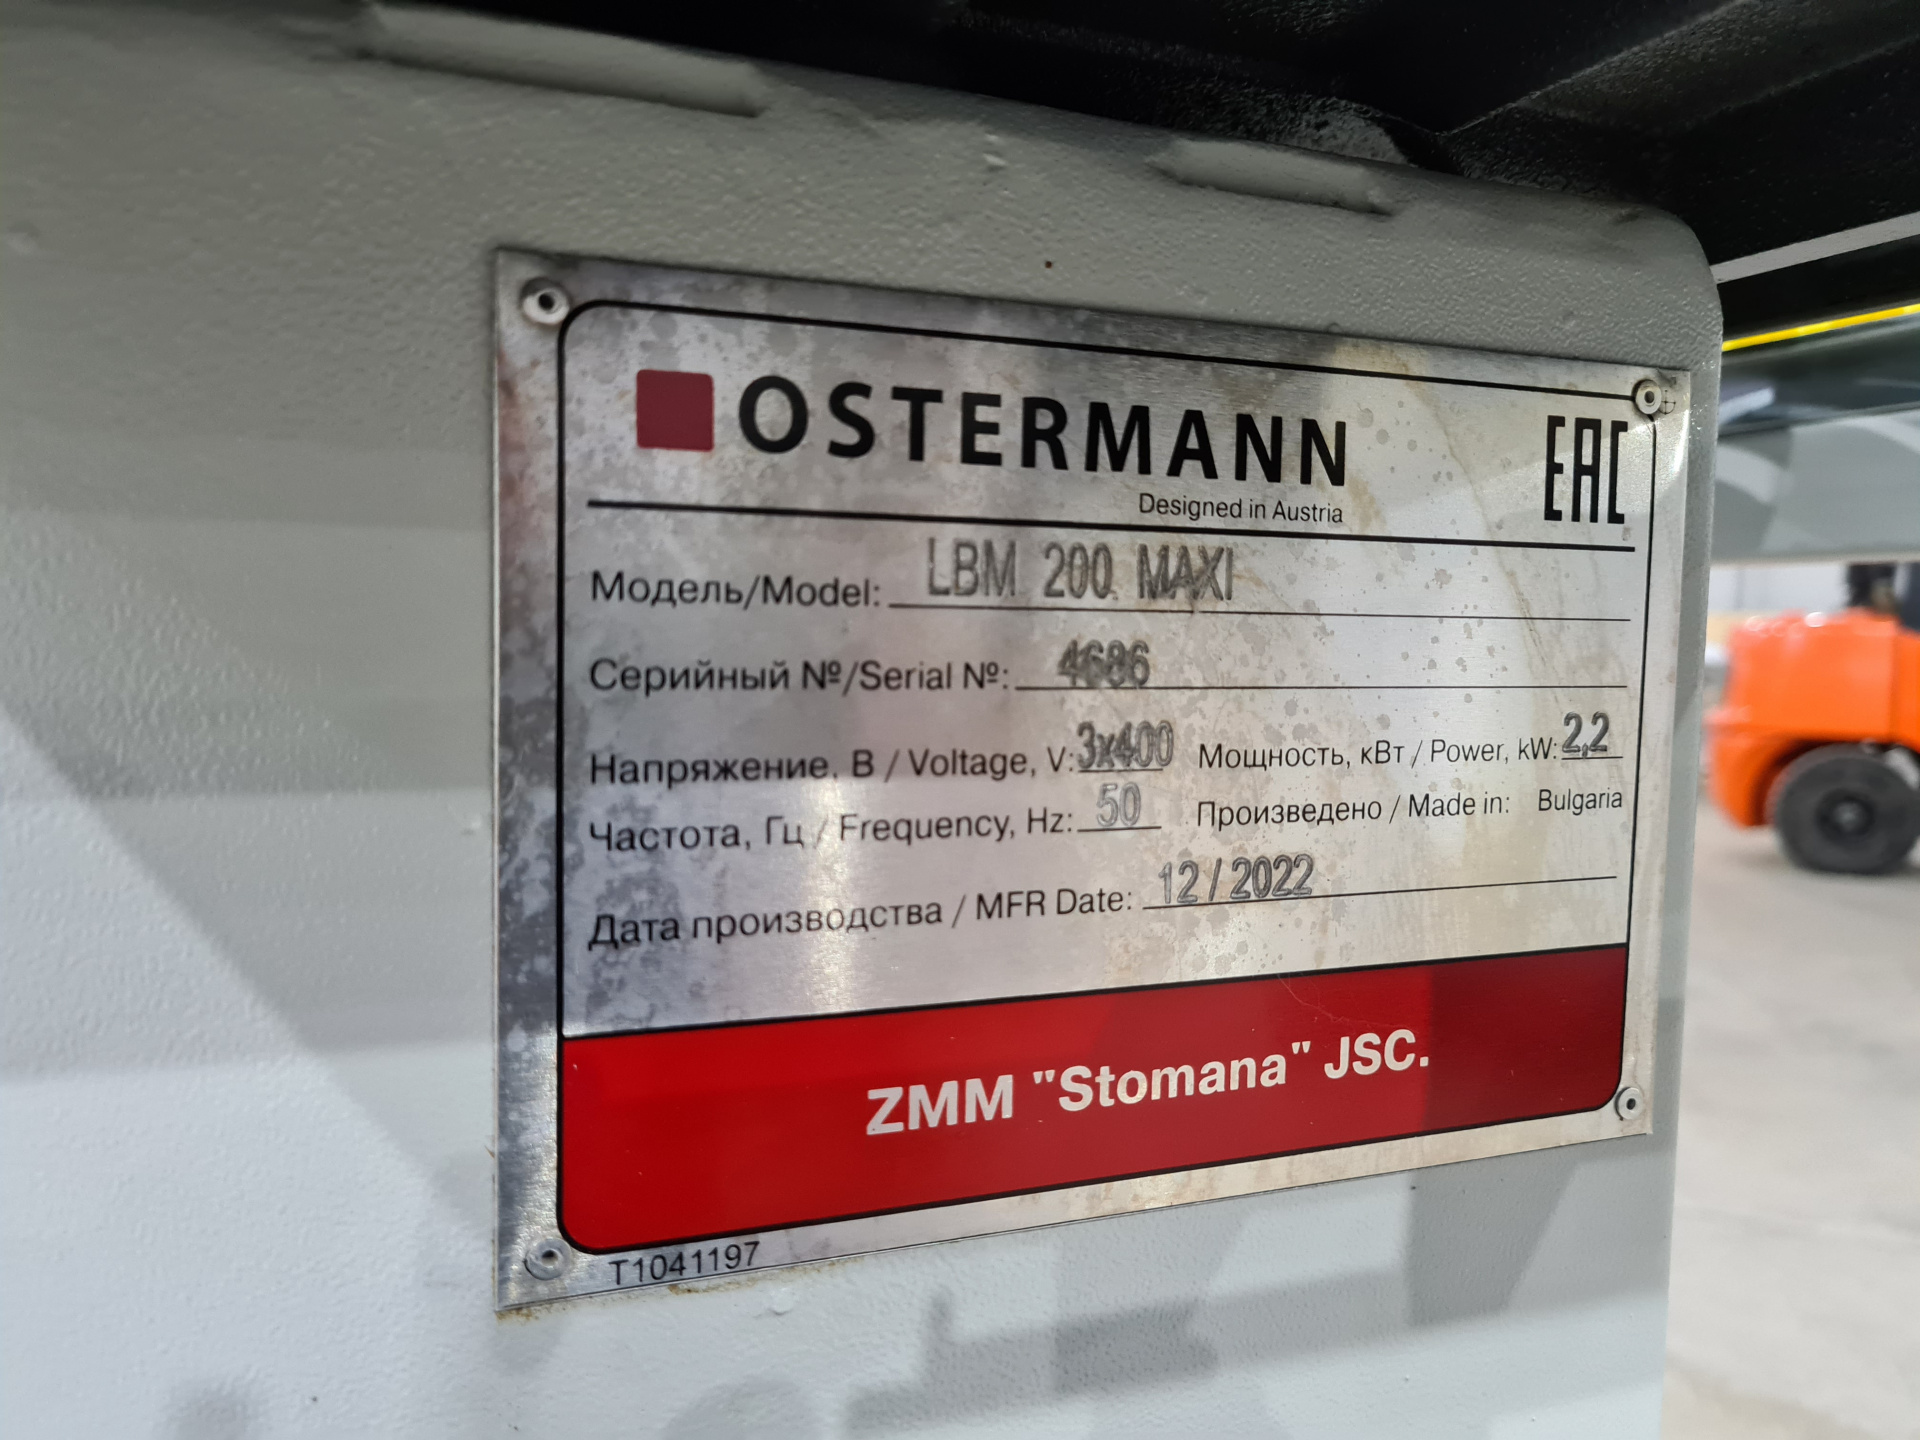 OSTERMANN
Designed in Austria
EAC
Модель/Model: LBM 200 MAXI
Серийный №/Serial №: 4686
Напряжение, В / Voltage, V: 3x400 Мощность, кВт / Power, kW: 2,2
Частота, Гц / Frequency, Hz: 50 Произведено / Made in: Bulgaria
Дата производства / MFR Date: 12/2022
ZMM "Stomana" JSC.
T1041197